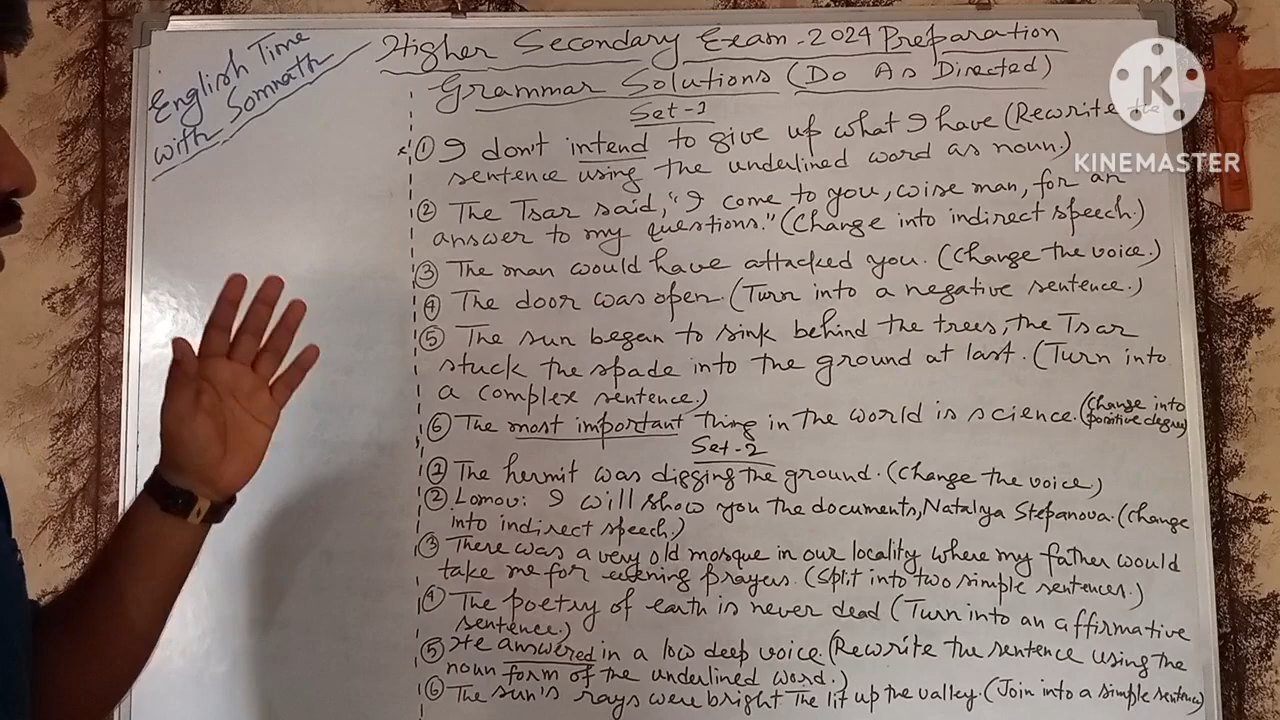 English Time
with Somnath
Higher Secondary Exam-2024 Preparation
Grammar Solutions (Do As Directed)
Set-1
① I don't intend to give up what I have (Rewrite the
sentence using the underlined word as noun.)
② The Tsar said, "I come to you, wise man, for an
answer to my questions." (Change into indirect speech.)
③ The man would have attacked you. (Change the voice.)
④ The door was open. (Turn into a negative sentence.)
⑤ The sun began to sink behind the trees, the Tsar
stuck the spade into the ground at last. (Turn into
a complex sentence.)
⑥ The most important thing in the world is science. (Change into
positive degree)
Set-2
① The hermit was digging the ground. (Change the voice)
② Lomov: I will show you the documents, Natalya Stepanova. (Change
into indirect speech.)
③ There was a very old mosque in our locality where my father would
take me for evening prayers. (Split into two simple sentences.)
④ The poetry of earth is never dead (Turn into an affirmative
sentence.)
⑤ He answered in a low deep voice. (Rewrite the sentence using the
noun form of the underlined word.)
⑥ The sun's rays were bright. The lit up the valley. (Join into a simple sentence)
K
KINEMASTER